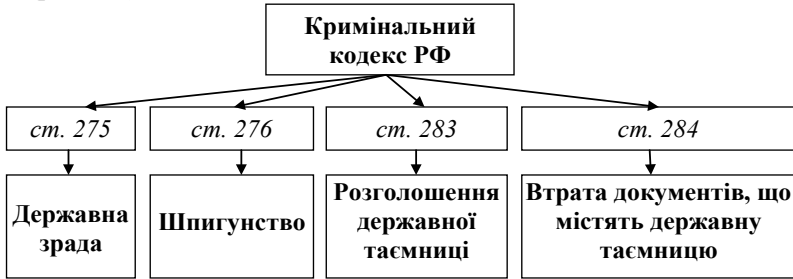 Кримінальний
кодекс РФ
ст. 275
ст. 276
ст. 283
ст. 284
Державна
зрада
Шпигунство
Розголошення
державної
таємниці
Втрата документів, що
містять державну
таємницю